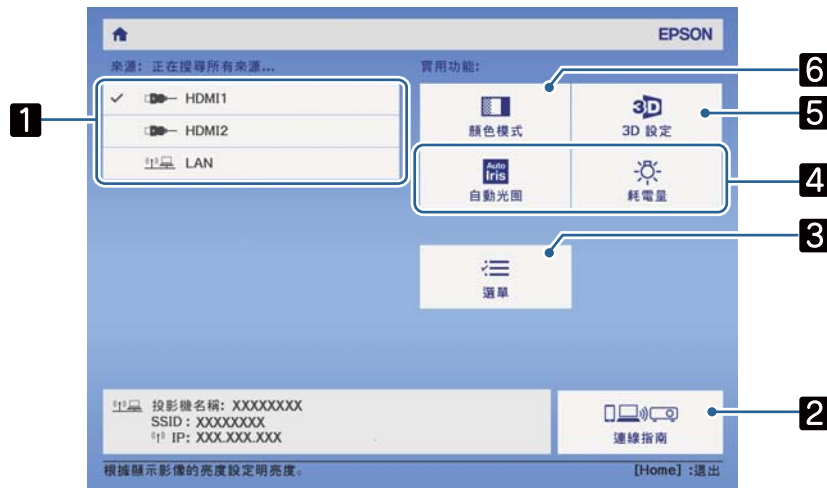 EPSON
來源: 正在搜尋所有來源...
實用功能:
HDMI1
HDMI2
LAN
顏色模式
3D
3D 設定
Auto Iris
自動光圈
耗電量
選單
投影機名稱: XXXXXXXX
SSID : XXXXXXXX
IP: XXX.XXX.XXX
連線指南
根據顯示影像的亮度設定明亮度。
[Home] :退出
1
6
5
4
3
2